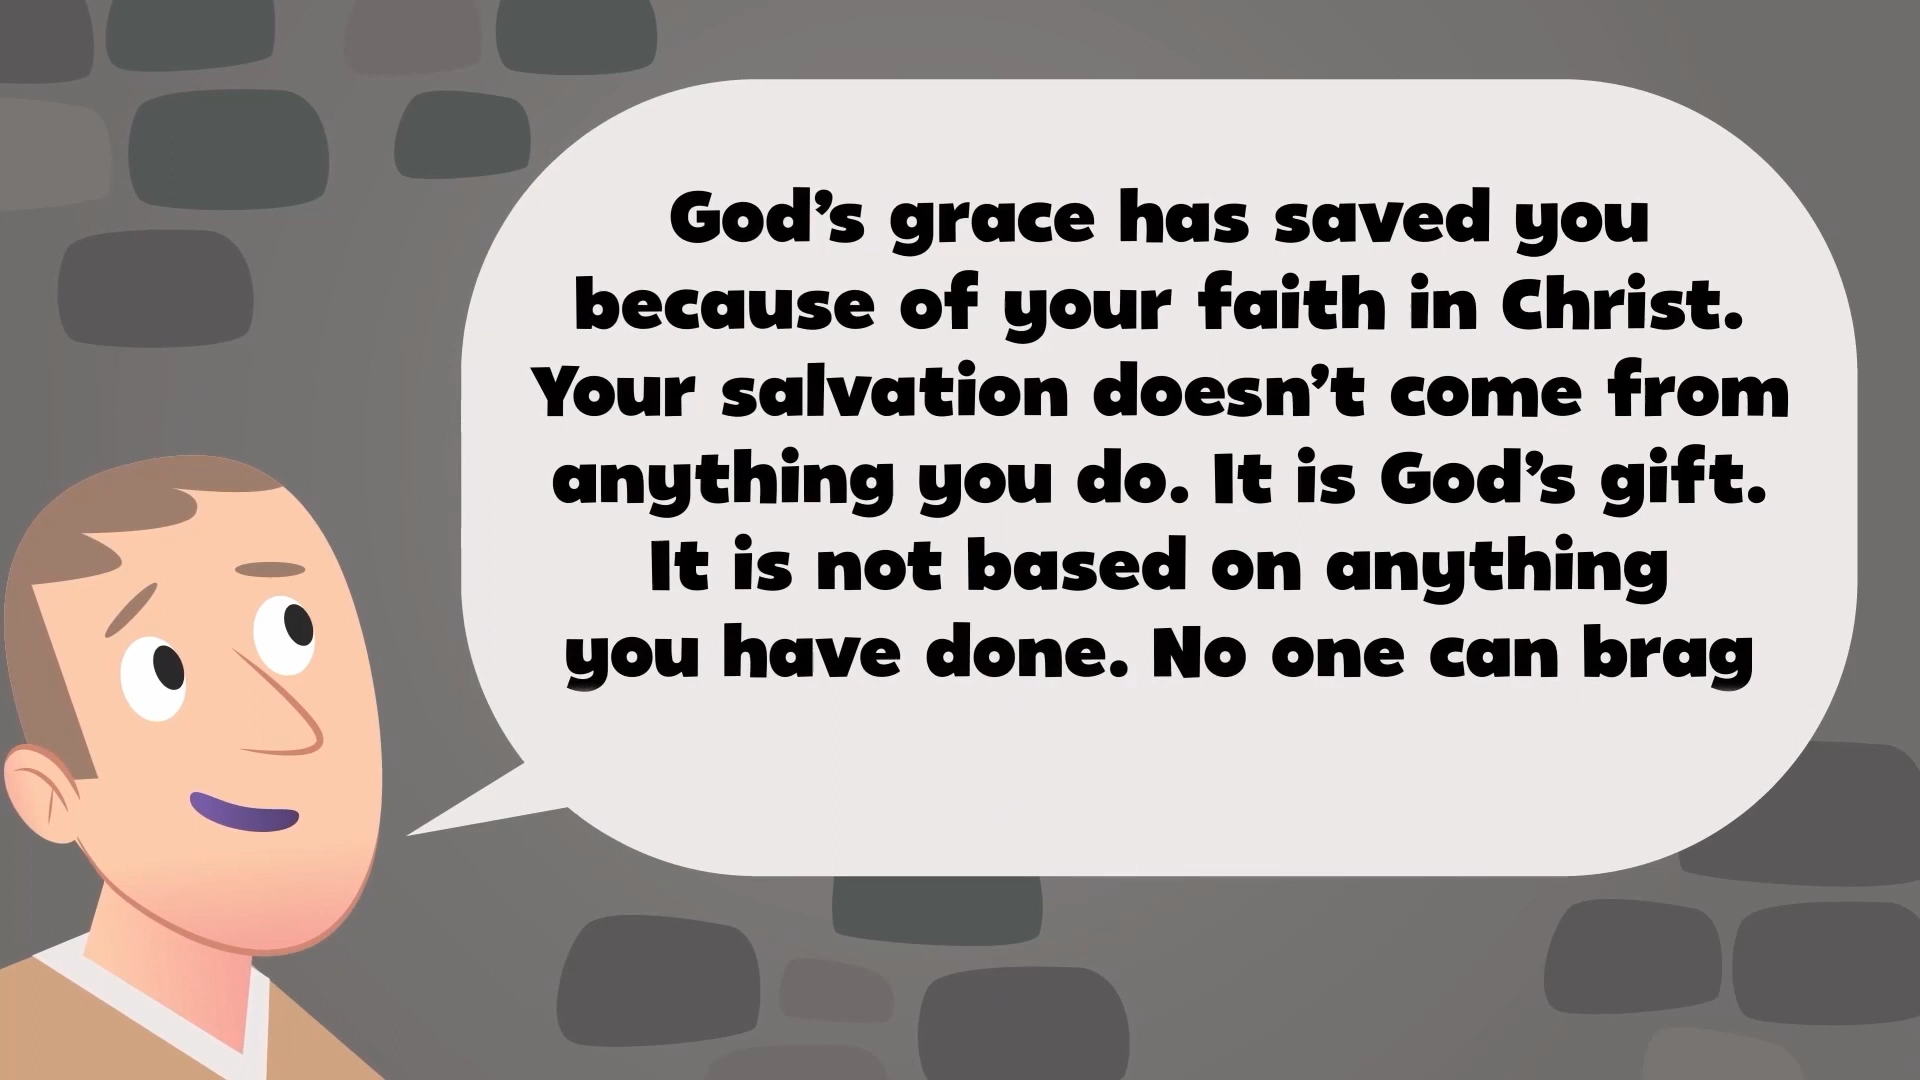 God’s grace has saved you
because of your faith in Christ.
Your salvation doesn’t come from
anything you do. It is God’s gift.
It is not based on anything
you have done. No one can brag